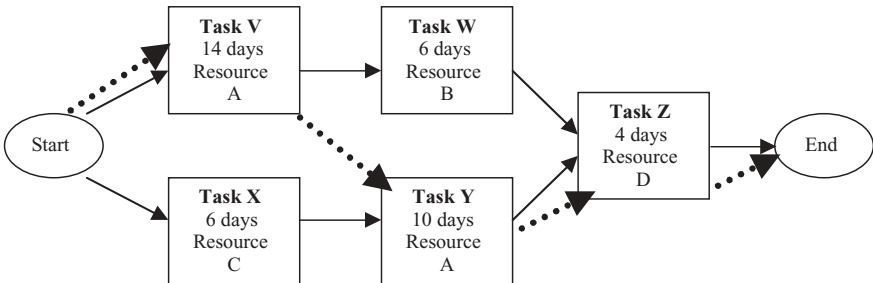 Task V
14 days
Resource
A
Task W
6 days
Resource
B
Task Z
4 days
Resource
D
Start
End
Task X
6 days
Resource
C
Task Y
10 days
Resource
A